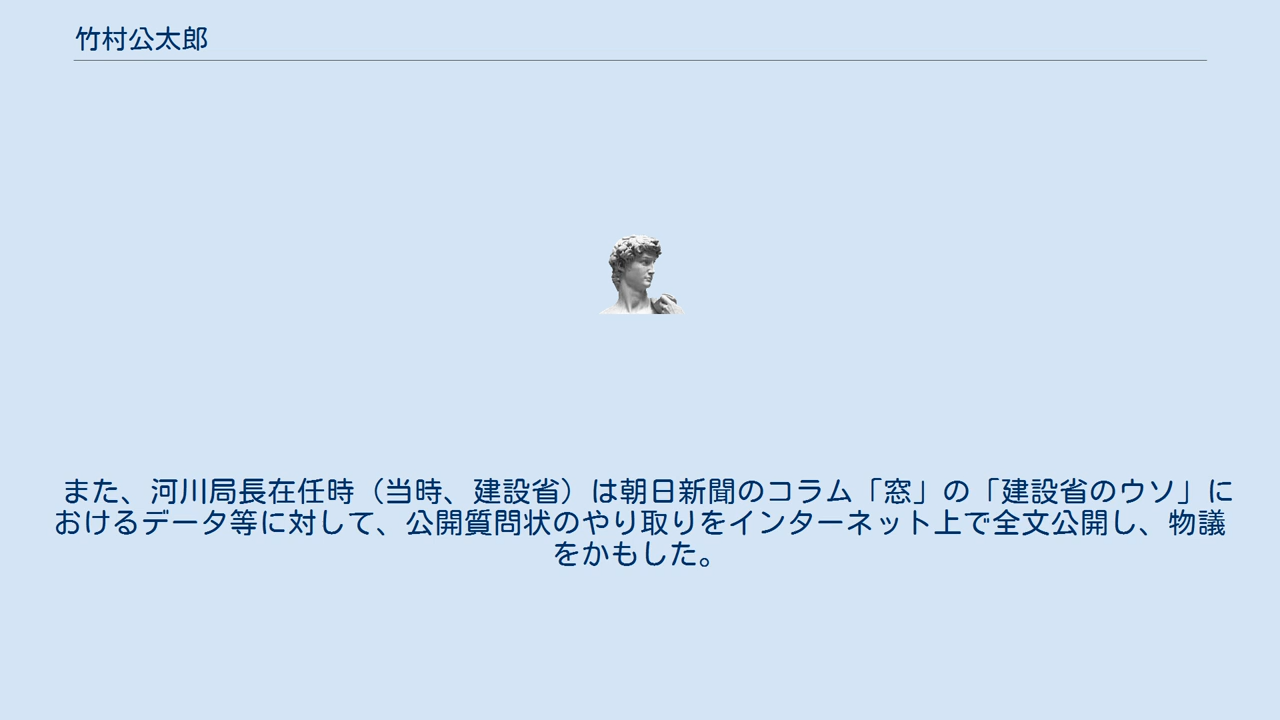 竹村公太郎
また、河川局長在任時（当時、建設省）は朝日新聞のコラム「窓」の「建設省のウソ」に
おけるデータ等に対して、公開質問状のやり取りをインターネット上で全文公開し、物議
をかもした。